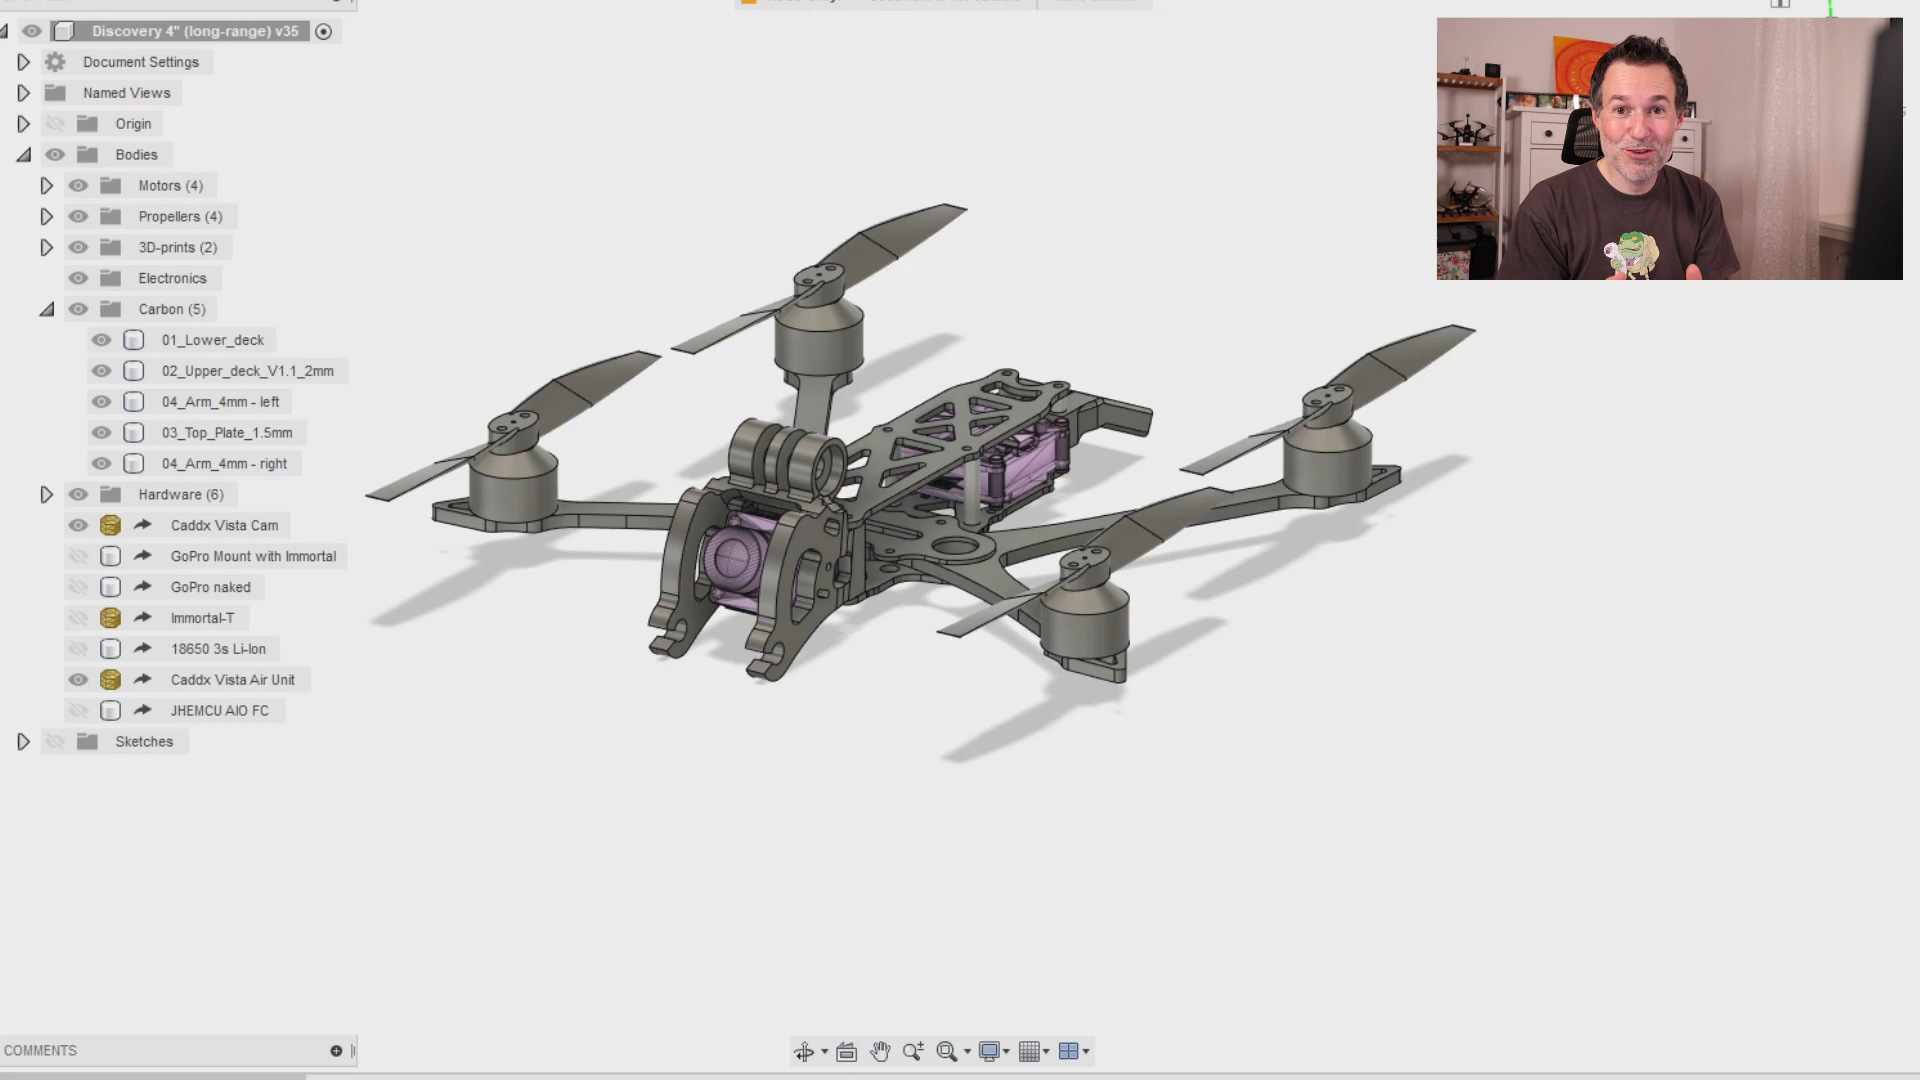 Discovery 4" (long-range) v35
Document Settings
Named Views
Origin
Bodies
Motors (4)
Propellers (4)
3D-prints (2)
Electronics
Carbon (5)
01_Lower_deck
02_Upper_deck_V1.1_2mm
04_Arm_4mm - left
03_Top_Plate_1.5mm
04_Arm_4mm - right
Hardware (6)
Caddx Vista Cam
GoPro Mount with Immortal
GoPro naked
Immortal-T
18650 3s Li-Ion
Caddx Vista Air Unit
JHEMCU AIO FC
Sketches
COMMENTS